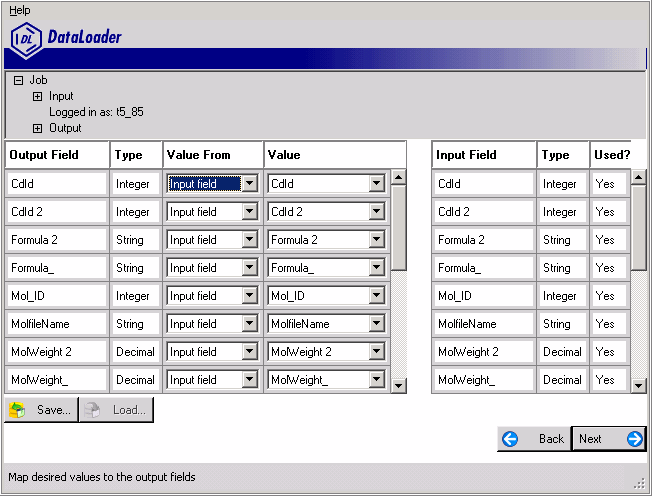 Help
DL DataLoader
Job
Input
Logged in as: t5_85
Output
Output Field Type Value From Value Input Field Type Used?
CdId Integer Input field CdId CdId Integer Yes
CdId 2 Integer Input field CdId 2 CdId 2 Integer Yes
Formula 2 String Input field Formula 2 Formula 2 String Yes
Formula_ String Input field Formula_ Formula_ String Yes
Mol_ID Integer Input field Mol_ID Mol_ID Integer Yes
MolfileName String Input field MolfileName MolfileName String Yes
MolWeight 2 Decimal Input field MolWeight 2 MolWeight 2 Decimal Yes
MolWeight_ Decimal Input field MolWeight_ MolWeight_ Decimal Yes
Save... Load...
Back Next
Map desired values to the output fields